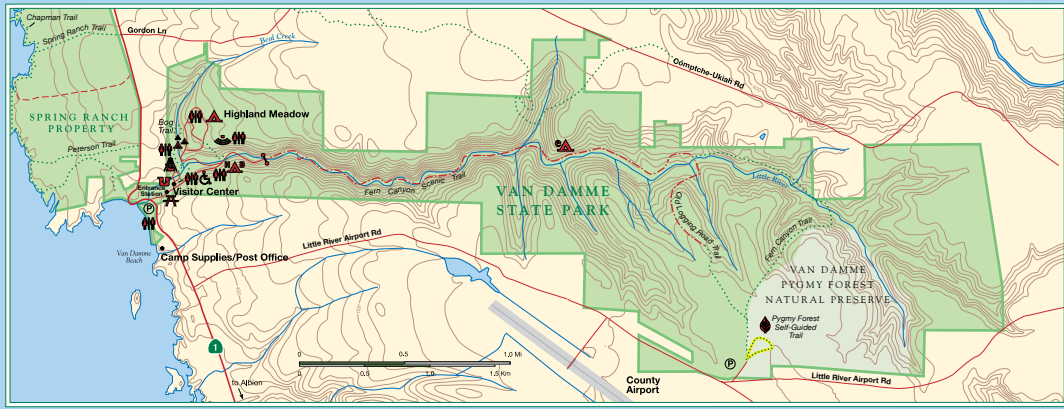 Chapman Trail
Spring Ranch Trail
Gordon Ln
Beal Creek
Oomptche-Ukiah Rd
SPRING RANCH
PROPERTY
Bog
Trail
Highland Meadow
Peterson Trail
E
H B
Entrance
Station
Visitor Center
P
Fern Canyon Scenic Trail
VAN DAMME
STATE PARK
Little River
Old Logging Road Trail
Fern Canyon Trail
Van Damme
Beach
Camp Supplies/Post Office
Little River Airport Rd
VAN DAMME
PYGMY FOREST
NATURAL PRESERVE
Pygmy Forest
Self-Guided
Trail
1
to Albion
0 0.5 1.0 Mi
0 0.5 1.5 Km
P
County
Airport
Little River Airport Rd